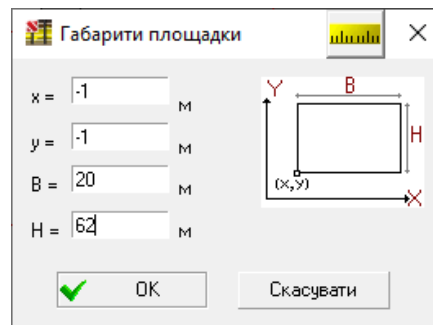 Габарити площадки
x = -1 м
y = -1 м
B = 20 м
H = 62 м
Y
B
H
(x,y)
X
OK
Скасувати